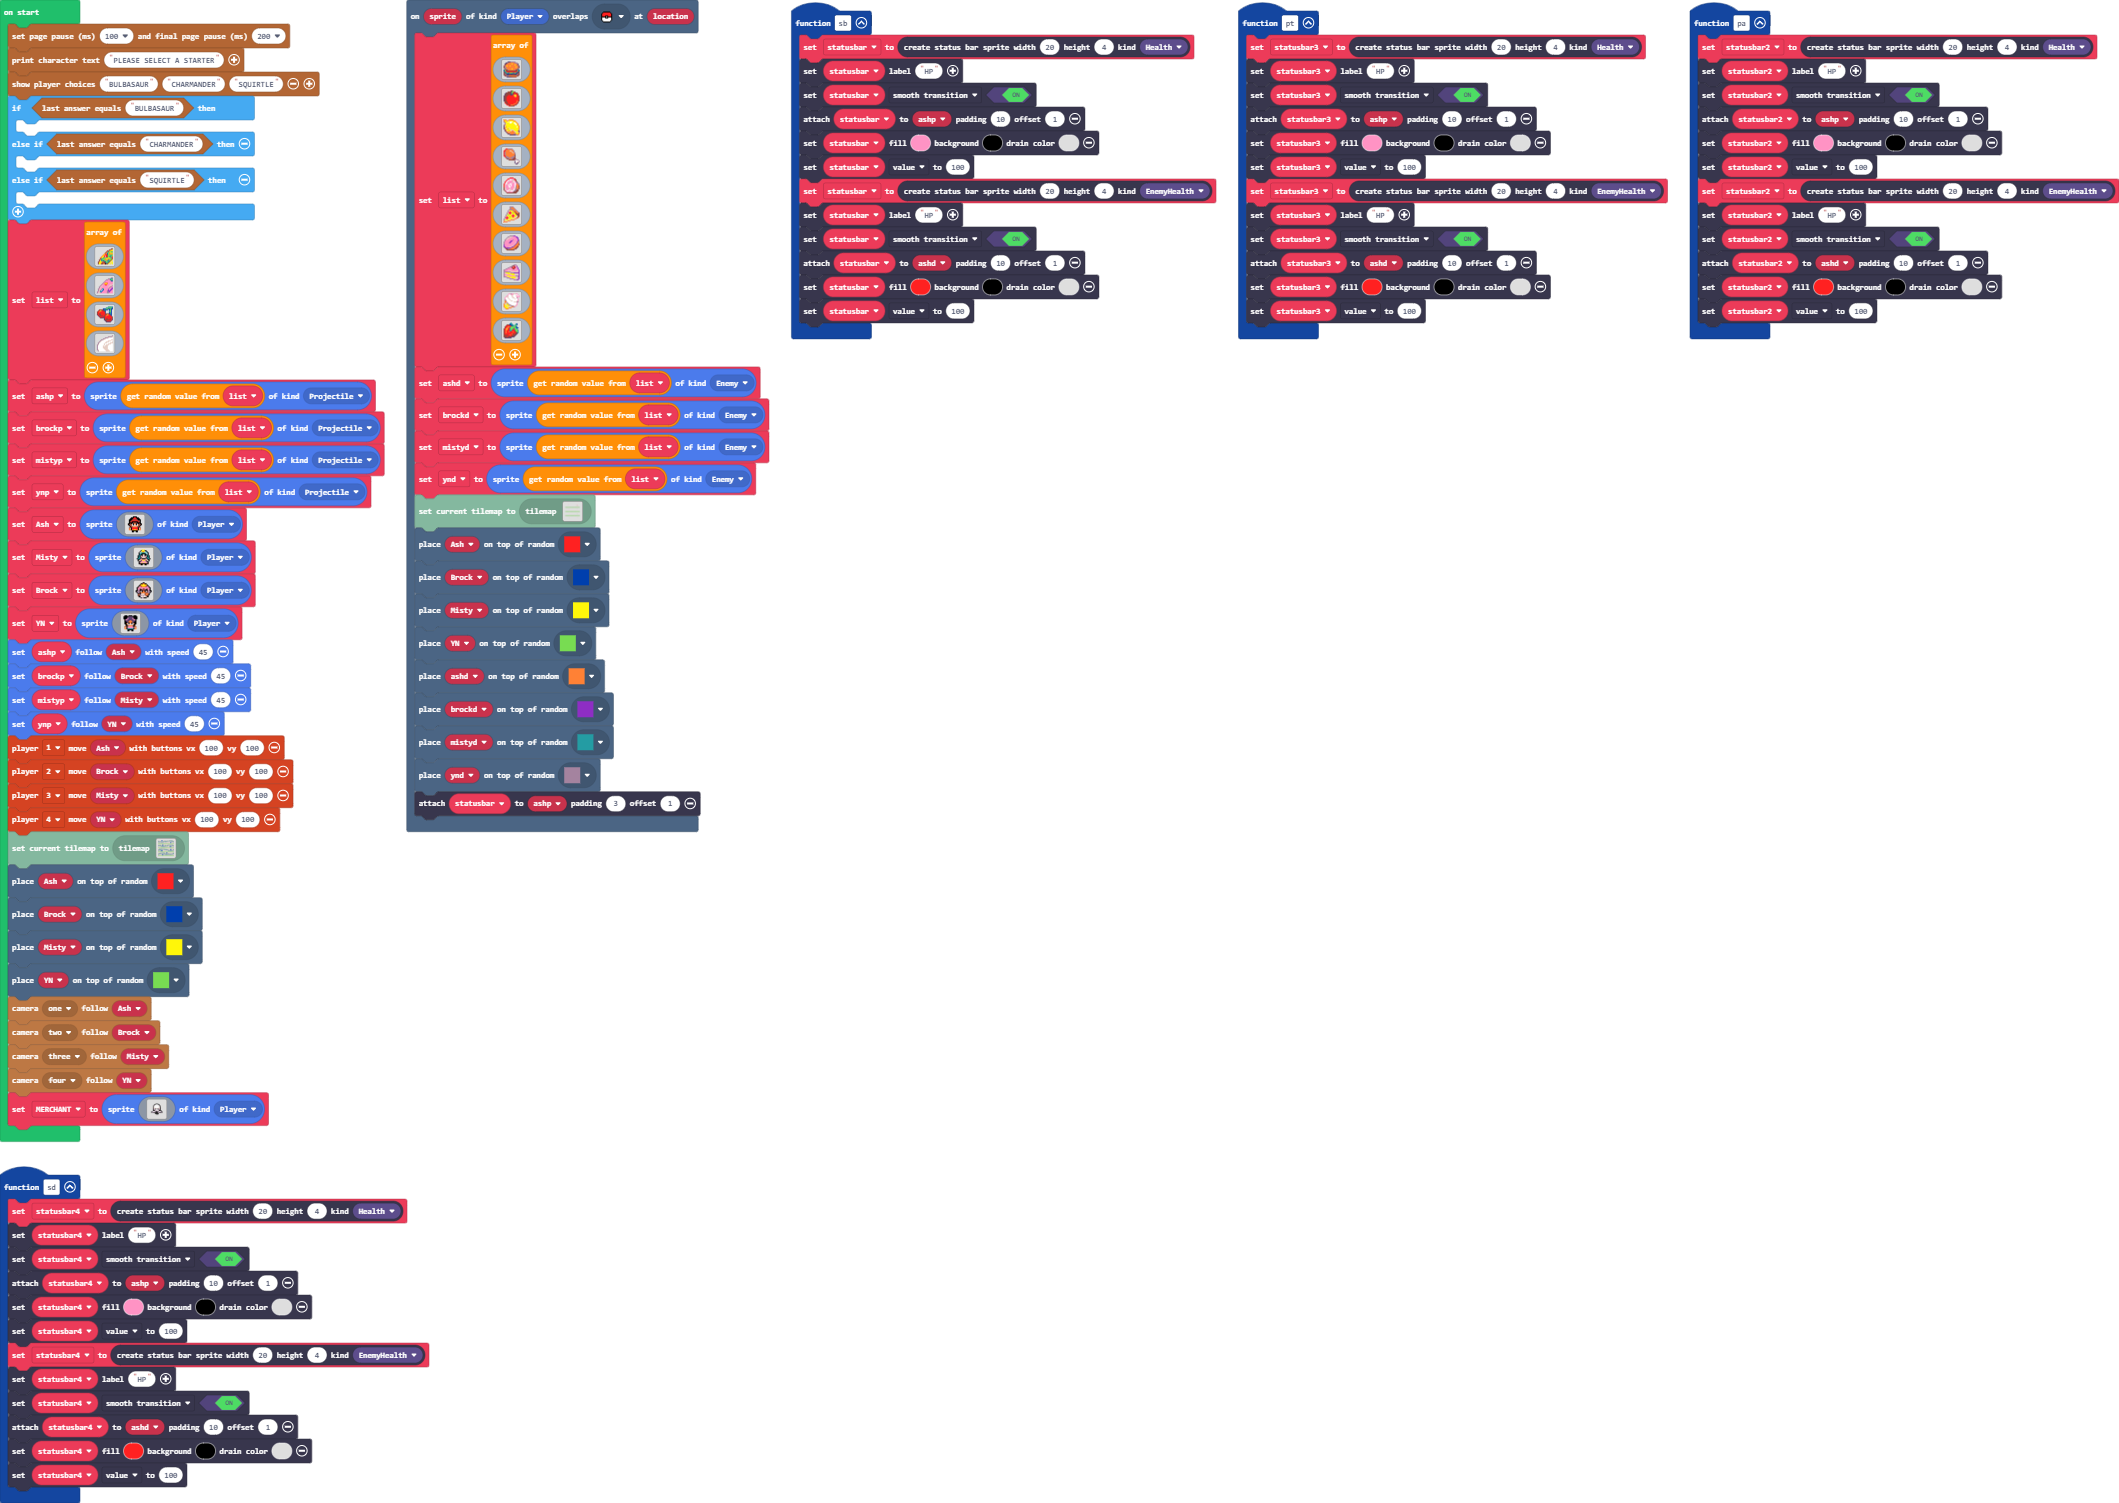 on start
set page pause (ms) 100 and final page pause (ms) 200
print character text "PLEASE SELECT A STARTER"
show player choices "BULBASAUR" "CHARMANDER" "SQUIRTLE"
if last answer equals "BULBASAUR" then
else if last answer equals "CHARMANDER" then
else if last answer equals "SQUIRTLE" then
set list to array of
set ashp to sprite get random value from list of kind Projectile
set brockp to sprite get random value from list of kind Projectile
set mistyp to sprite get random value from list of kind Projectile
set ynp to sprite get random value from list of kind Projectile
set Ash to sprite of kind Player
set Misty to sprite of kind Player
set Brock to sprite of kind Player
set YN to sprite of kind Player
set ashp follow Ash with speed 45
set brockp follow Brock with speed 45
set mistyp follow Misty with speed 45
set ynp follow YN with speed 45
player 1 move Ash with buttons vx 100 vy 100
player 2 move Brock with buttons vx 100 vy 100
player 3 move Misty with buttons vx 100 vy 100
player 4 move YN with buttons vx 100 vy 100
set current tilemap to tilemap
place Ash on top of random
place Brock on top of random
place Misty on top of random
place YN on top of random
camera one follow Ash
camera two follow Brock
camera three follow Misty
camera four follow YN
set MERCHANT to sprite of kind Player
on sprite of kind Player overlaps at location
set list to array of
set ashd to sprite get random value from list of kind Enemy
set brockd to sprite get random value from list of kind Enemy
set mistyd to sprite get random value from list of kind Enemy
set ynd to sprite get random value from list of kind Enemy
set current tilemap to tilemap
place Ash on top of random
place Brock on top of random
place Misty on top of random
place YN on top of random
place ashd on top of random
place brockd on top of random
place mistyd on top of random
place ynd on top of random
attach statusbar to ashp padding 3 offset 1
function sb
set statusbar to create status bar sprite width 20 height 4 kind Health
set statusbar label "HP"
set statusbar smooth transition ON
attach statusbar to ashp padding 10 offset 1
set statusbar fill background drain color
set statusbar value to 100
set statusbar to create status bar sprite width 20 height 4 kind EnemyHealth
set statusbar label "HP"
set statusbar smooth transition ON
attach statusbar to ashd padding 10 offset 1
set statusbar fill background drain color
set statusbar value to 100
function pt
set statusbar3 to create status bar sprite width 20 height 4 kind Health
set statusbar3 label "HP"
set statusbar3 smooth transition ON
attach statusbar3 to ashp padding 10 offset 1
set statusbar3 fill background drain color
set statusbar3 value to 100
set statusbar3 to create status bar sprite width 20 height 4 kind EnemyHealth
set statusbar3 label "HP"
set statusbar3 smooth transition ON
attach statusbar3 to ashd padding 10 offset 1
set statusbar3 fill background drain color
set statusbar3 value to 100
function pa
set statusbar2 to create status bar sprite width 20 height 4 kind Health
set statusbar2 label "HP"
set statusbar2 smooth transition ON
attach statusbar2 to ashp padding 10 offset 1
set statusbar2 fill background drain color
set statusbar2 value to 100
set statusbar2 to create status bar sprite width 20 height 4 kind EnemyHealth
set statusbar2 label "HP"
set statusbar2 smooth transition ON
attach statusbar2 to ashd padding 10 offset 1
set statusbar2 fill background drain color
set statusbar2 value to 100
function sd
set statusbar4 to create status bar sprite width 20 height 4 kind Health
set statusbar4 label "HP"
set statusbar4 smooth transition ON
attach statusbar4 to ashp padding 10 offset 1
set statusbar4 fill background drain color
set statusbar4 value to 100
set statusbar4 to create status bar sprite width 20 height 4 kind EnemyHealth
set statusbar4 label "HP"
set statusbar4 smooth transition ON
attach statusbar4 to ashd padding 10 offset 1
set statusbar4 fill background drain color
set statusbar4 value to 100